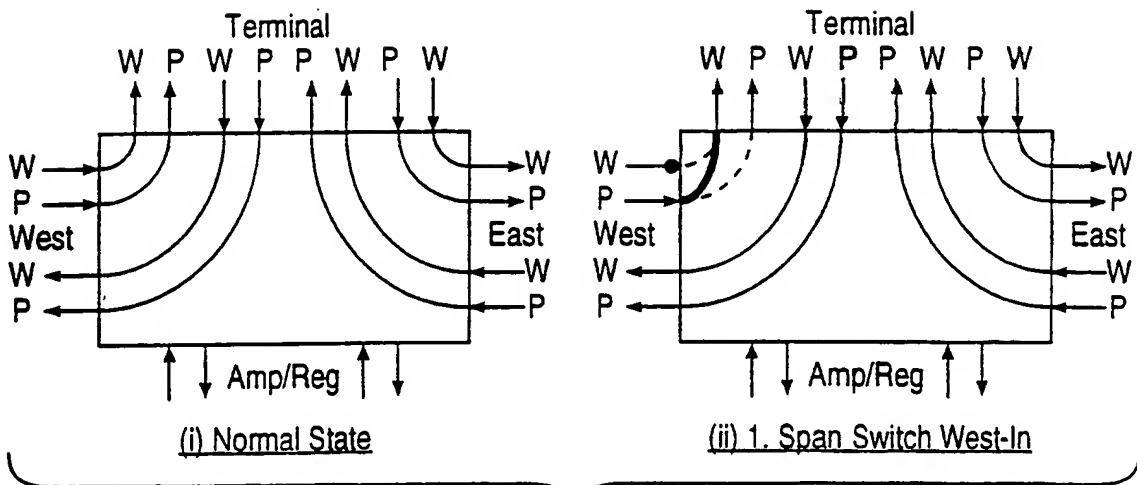 Terminal
W P W P P W P W
W
P
West
W
P
W
P
East
W
P
Amp/Reg
(i) Normal State
Terminal
W P W P P W P W
W
P
West
W
P
W
P
East
W
P
Amp/Reg
(ii) 1. Span Switch West-In